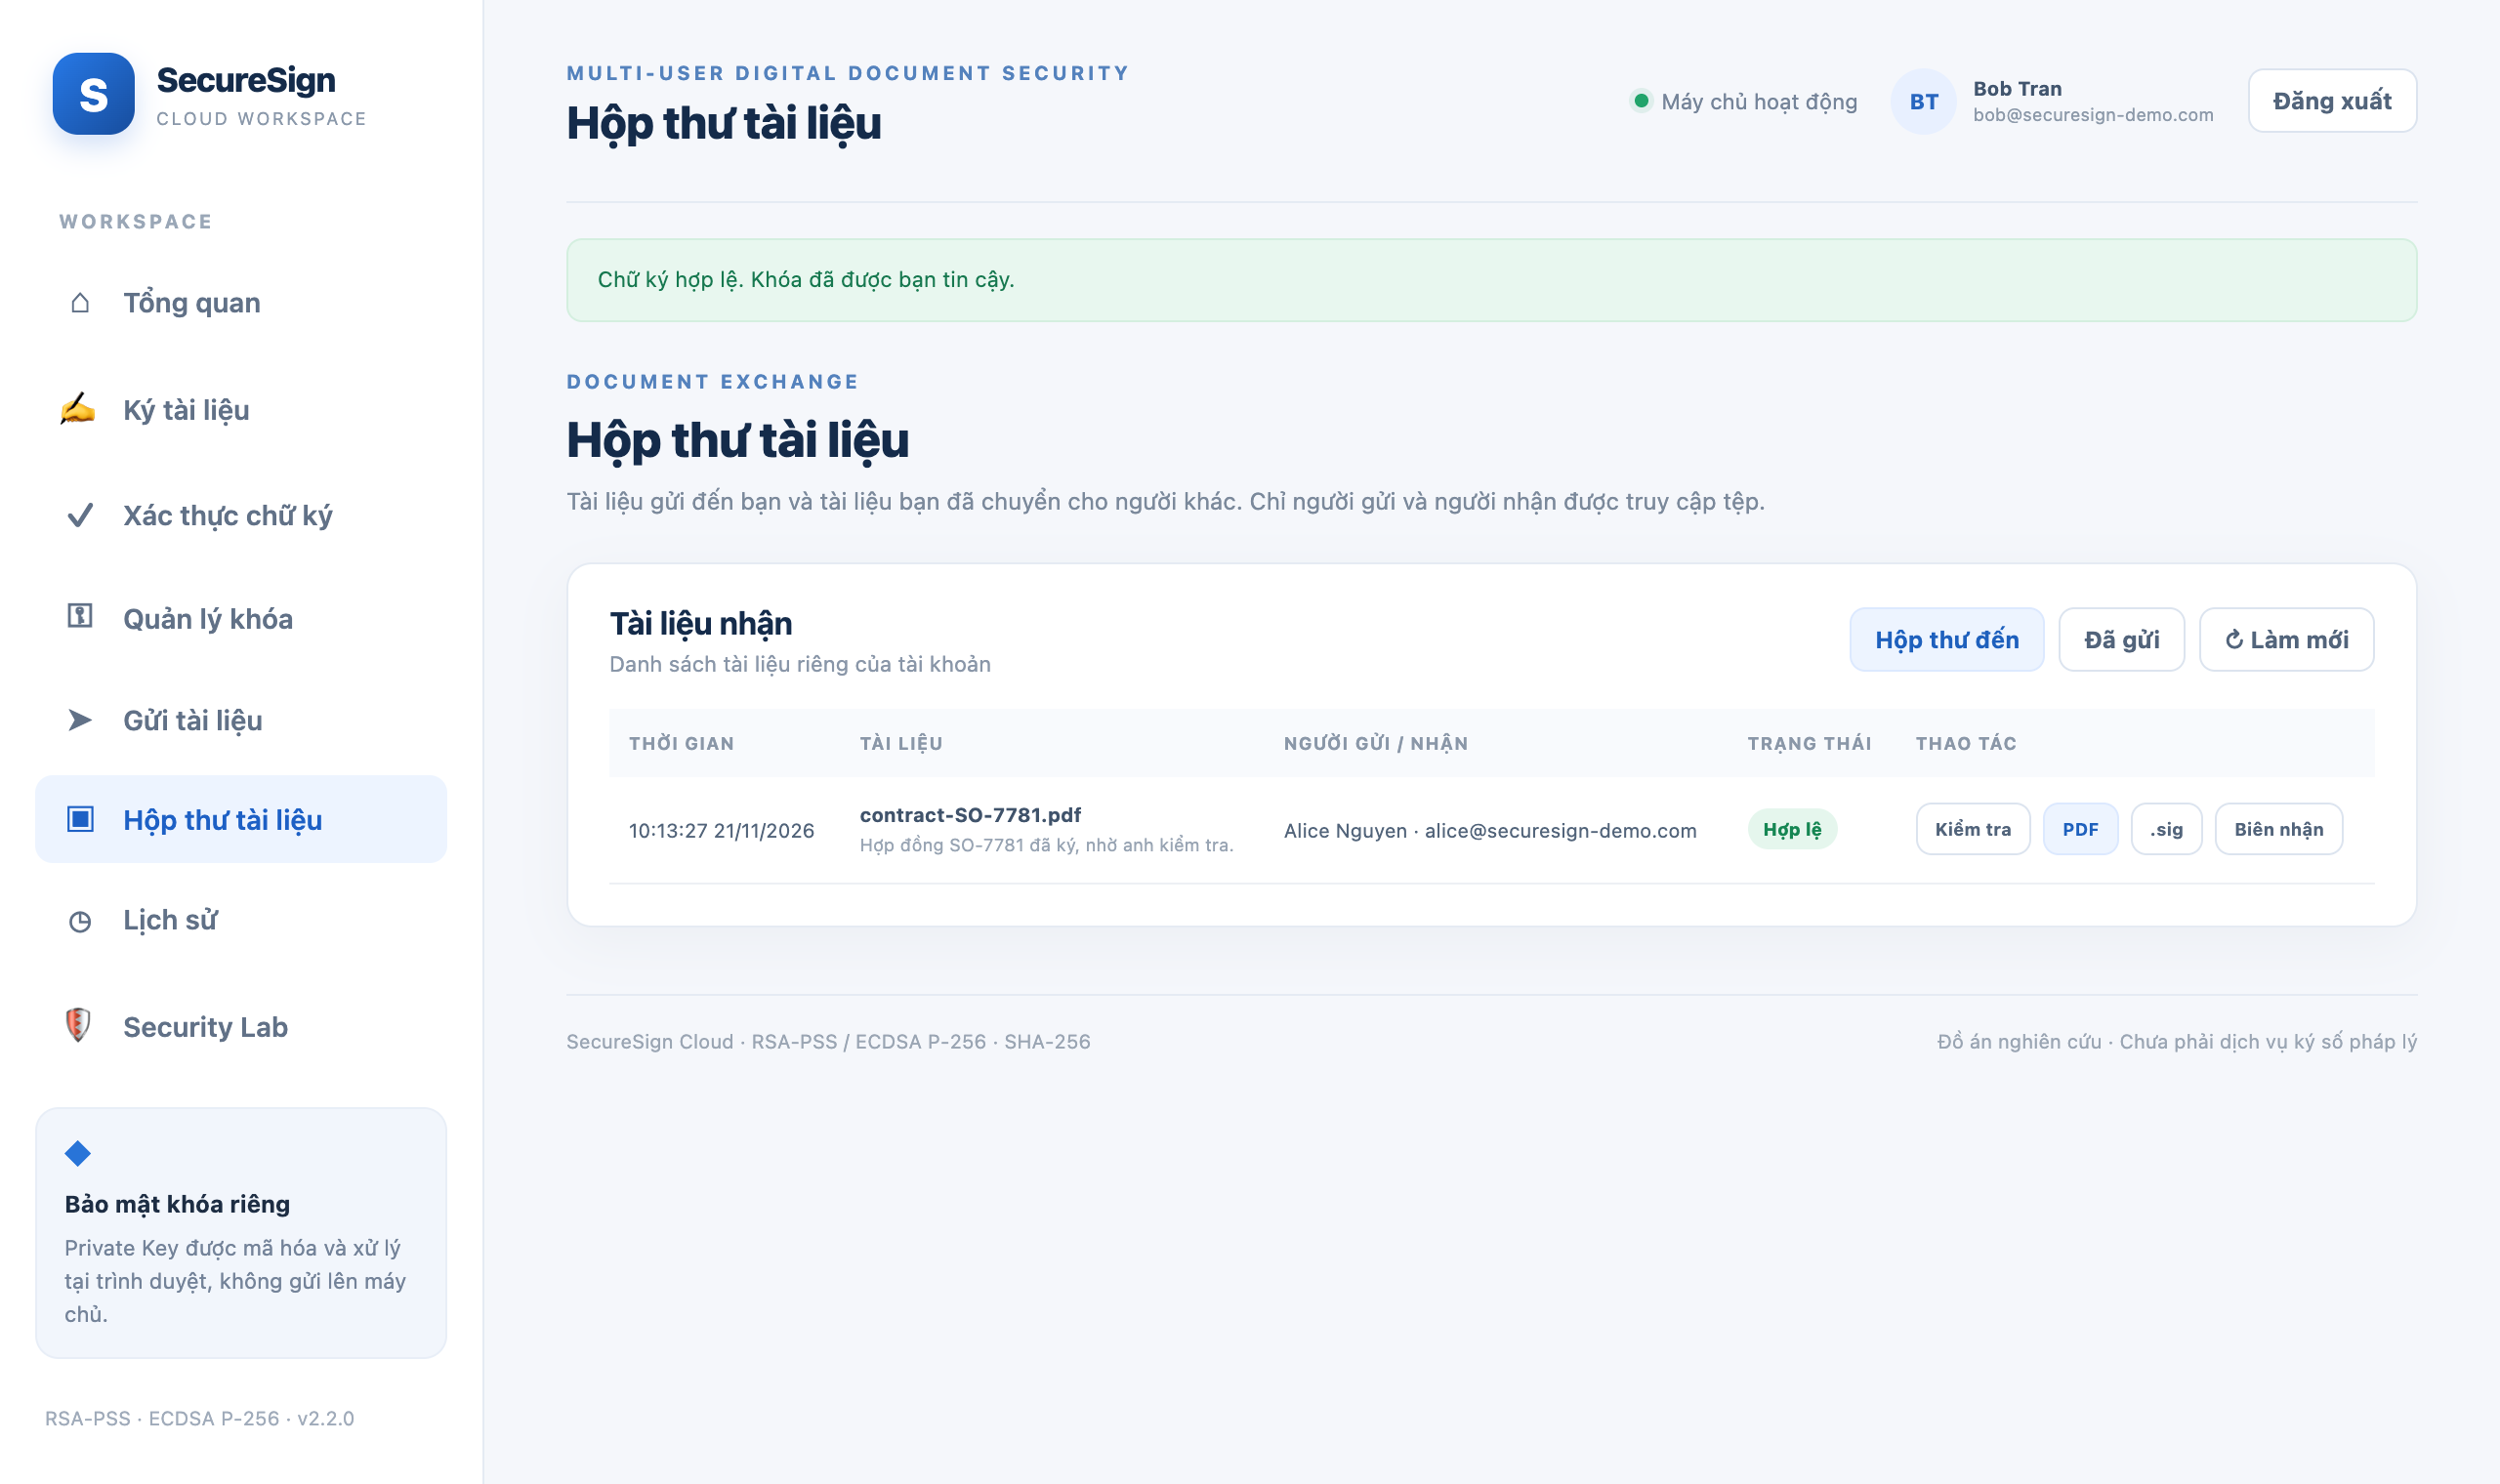 S
SecureSign
CLOUD WORKSPACE
WORKSPACE
Tổng quan
Ký tài liệu
Xác thực chữ ký
Quản lý khóa
Gửi tài liệu
Hộp thư tài liệu
Lịch sử
Security Lab
Bảo mật khóa riêng
Private Key được mã hóa và xử lý
tại trình duyệt, không gửi lên máy
chủ.
RSA-PSS · ECDSA P-256 · v2.2.0
MULTI-USER DIGITAL DOCUMENT SECURITY
Hộp thư tài liệu
Máy chủ hoạt động
BT
Bob Tran
bob@securesign-demo.com
Đăng xuất
Chữ ký hợp lệ. Khóa đã được bạn tin cậy.
DOCUMENT EXCHANGE
Hộp thư tài liệu
Tài liệu gửi đến bạn và tài liệu bạn đã chuyển cho người khác. Chỉ người gửi và người nhận được truy cập tệp.
Tài liệu nhận
Danh sách tài liệu riêng của tài khoản
Hộp thư đến
Đã gửi
↻ Làm mới
THỜI GIAN
TÀI LIỆU
NGƯỜI GỬI / NHẬN
TRẠNG THÁI
THAO TÁC
10:13:27 21/11/2026
contract-SO-7781.pdf
Hợp đồng SO-7781 đã ký, nhờ anh kiểm tra.
Alice Nguyen · alice@securesign-demo.com
Hợp lệ
Kiểm tra
PDF
.sig
Biên nhận
SecureSign Cloud · RSA-PSS / ECDSA P-256 · SHA-256
Đồ án nghiên cứu · Chưa phải dịch vụ ký số pháp lý